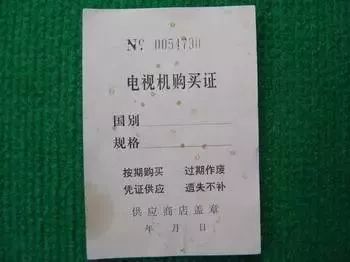 No 0054730
电视机购买证
国别
规格
按期购买 过期作废
凭证供应 遗失不补
供应商店盖章
年 月 日